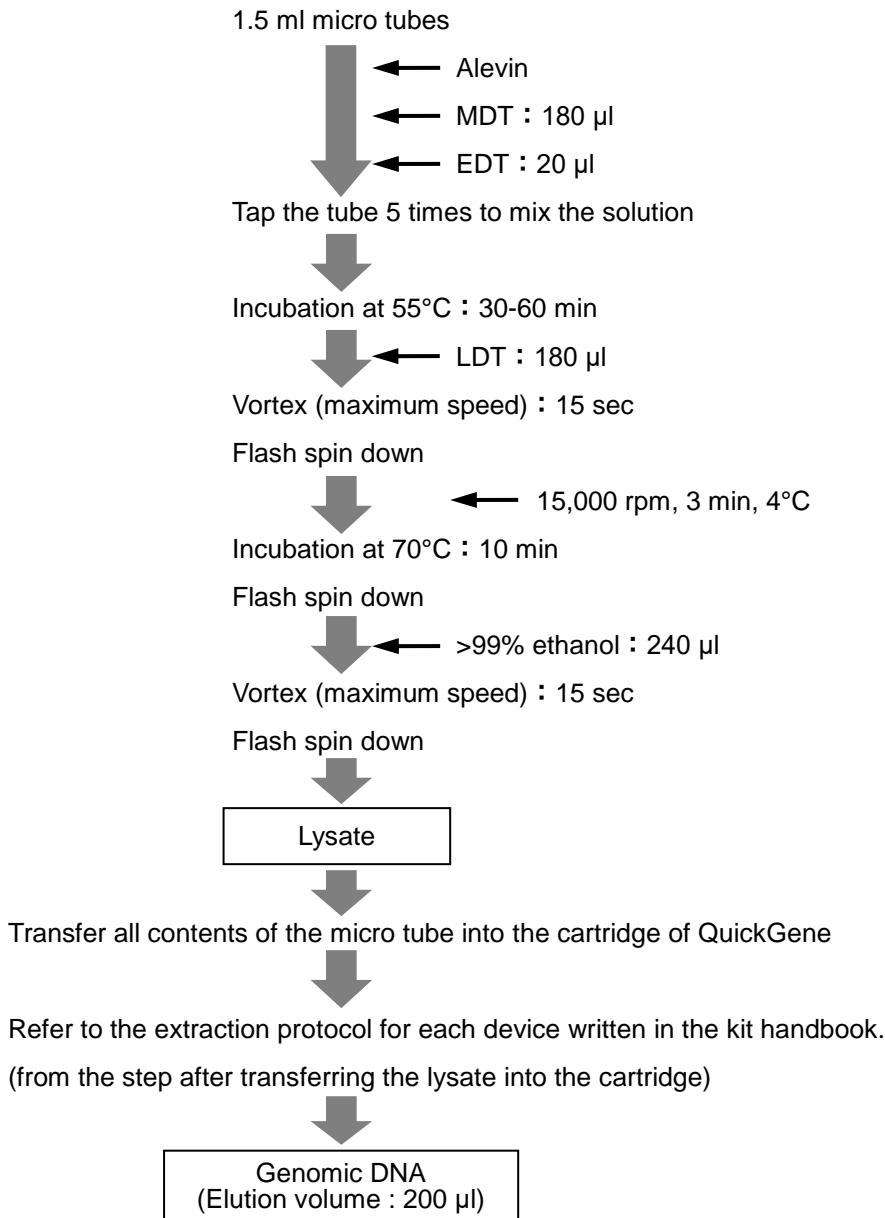 1.5 ml micro tubes
Alevin
MDT：180 µl
EDT：20 µl
Tap the tube 5 times to mix the solution
Incubation at 55°C：30-60 min
LDT：180 µl
Vortex (maximum speed)：15 sec
Flash spin down
15,000 rpm, 3 min, 4°C
Incubation at 70°C：10 min
Flash spin down
>99% ethanol：240 µl
Vortex (maximum speed)：15 sec
Flash spin down
Lysate
Transfer all contents of the micro tube into the cartridge of QuickGene
Refer to the extraction protocol for each device written in the kit handbook.
(from the step after transferring the lysate into the cartridge)
Genomic DNA
(Elution volume : 200 µl)